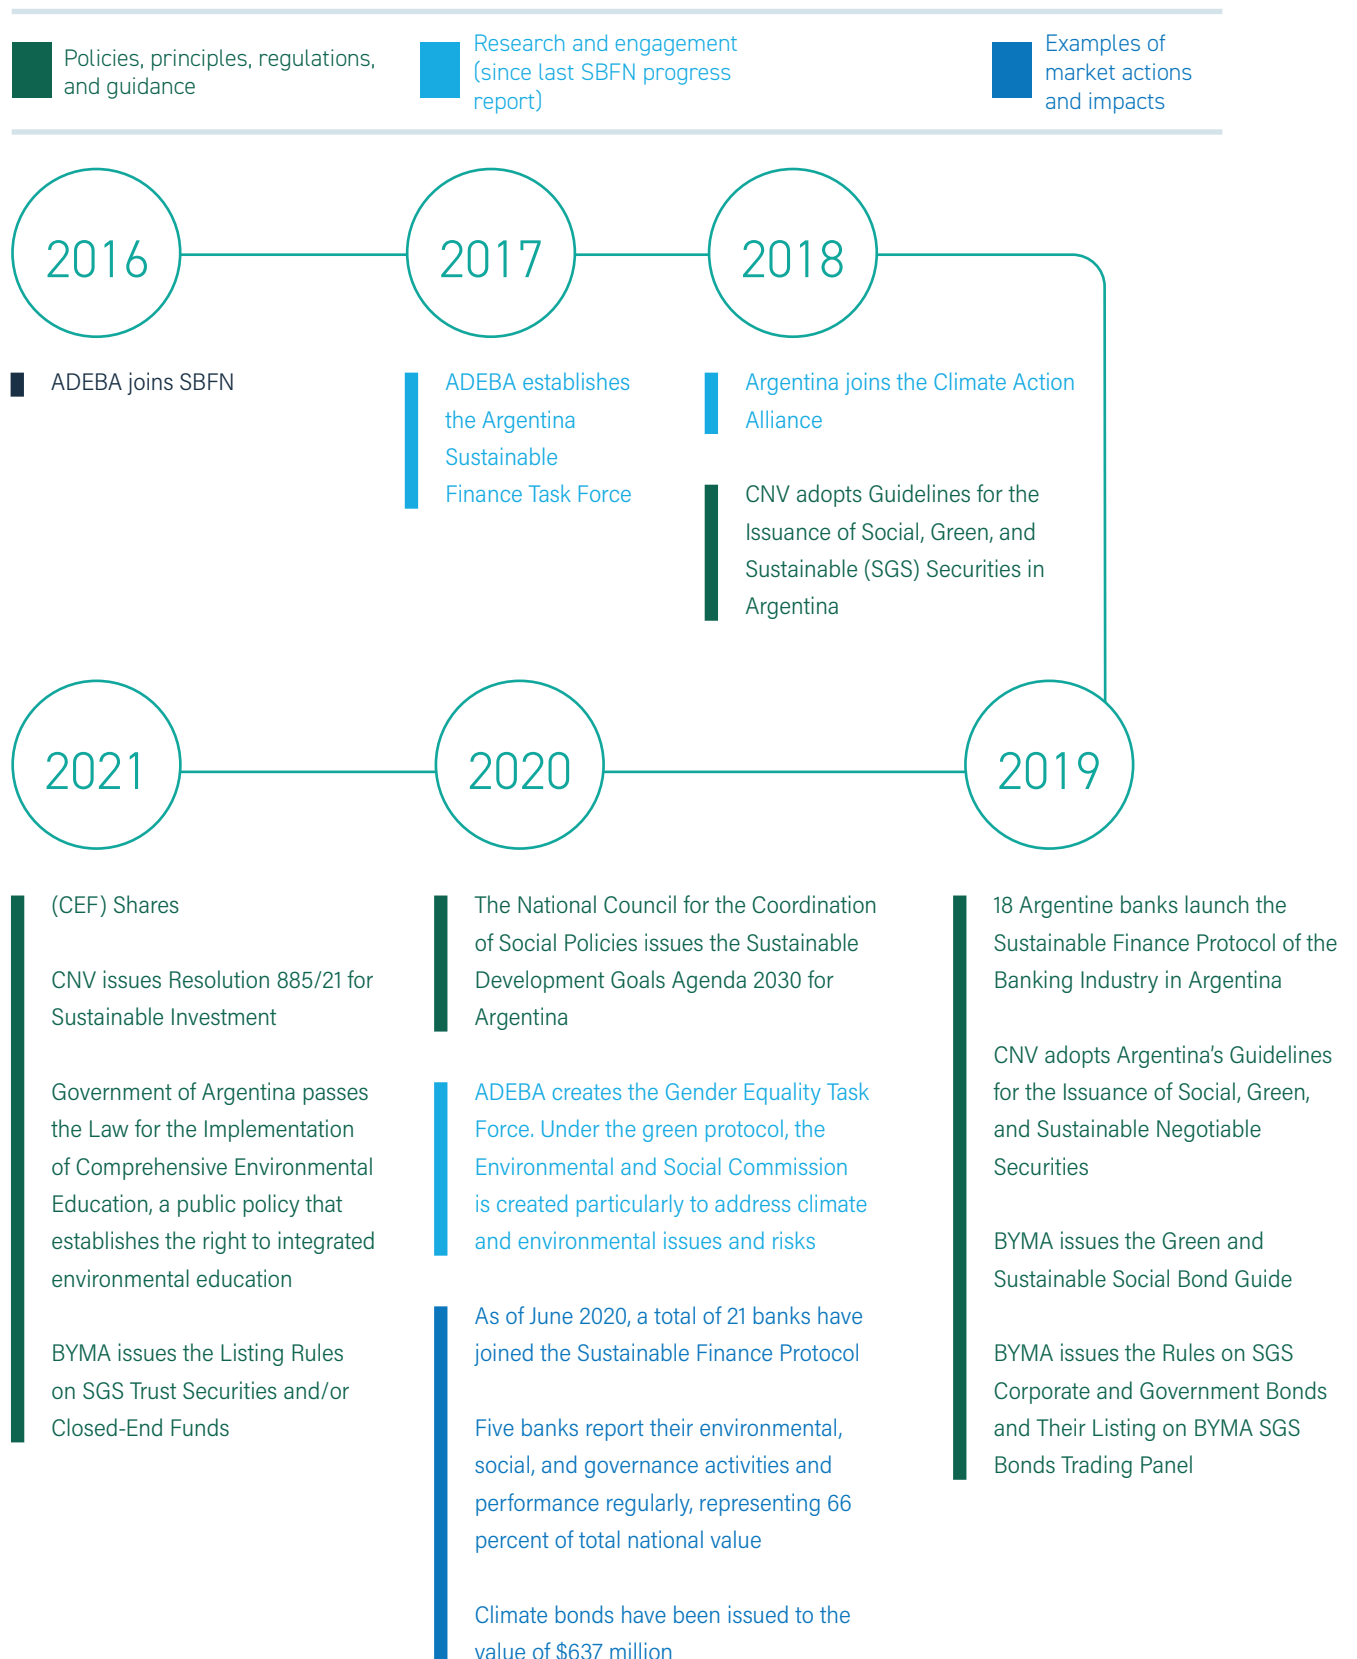 Policies, principles, regulations,
and guidance
Research and engagement
(since last SBFN progress
report)
Examples of
market actions
and impacts
2016
2017
2018
ADEBA joins SBFN
ADEBA establishes
the Argentina
Sustainable
Finance Task Force
Argentina joins the Climate Action
Alliance
CNV adopts Guidelines for the
Issuance of Social, Green, and
Sustainable (SGS) Securities in
Argentina
2021
2020
2019
(CEF) Shares
CNV issues Resolution 885/21 for
Sustainable Investment
Government of Argentina passes
the Law for the Implementation
of Comprehensive Environmental
Education, a public policy that
establishes the right to integrated
environmental education
BYMA issues the Listing Rules
on SGS Trust Securities and/or
Closed-End Funds
The National Council for the Coordination
of Social Policies issues the Sustainable
Development Goals Agenda 2030 for
Argentina
ADEBA creates the Gender Equality Task
Force. Under the green protocol, the
Environmental and Social Commission
is created particularly to address climate
and environmental issues and risks
As of June 2020, a total of 21 banks have
joined the Sustainable Finance Protocol
Five banks report their environmental,
social, and governance activities and
performance regularly, representing 66
percent of total national value
Climate bonds have been issued to the
value of $637 million
18 Argentine banks launch the
Sustainable Finance Protocol of the
Banking Industry in Argentina
CNV adopts Argentina's Guidelines
for the Issuance of Social, Green,
and Sustainable Negotiable
Securities
BYMA issues the Green and
Sustainable Social Bond Guide
BYMA issues the Rules on SGS
Corporate and Government Bonds
and Their Listing on BYMA SGS
Bonds Trading Panel